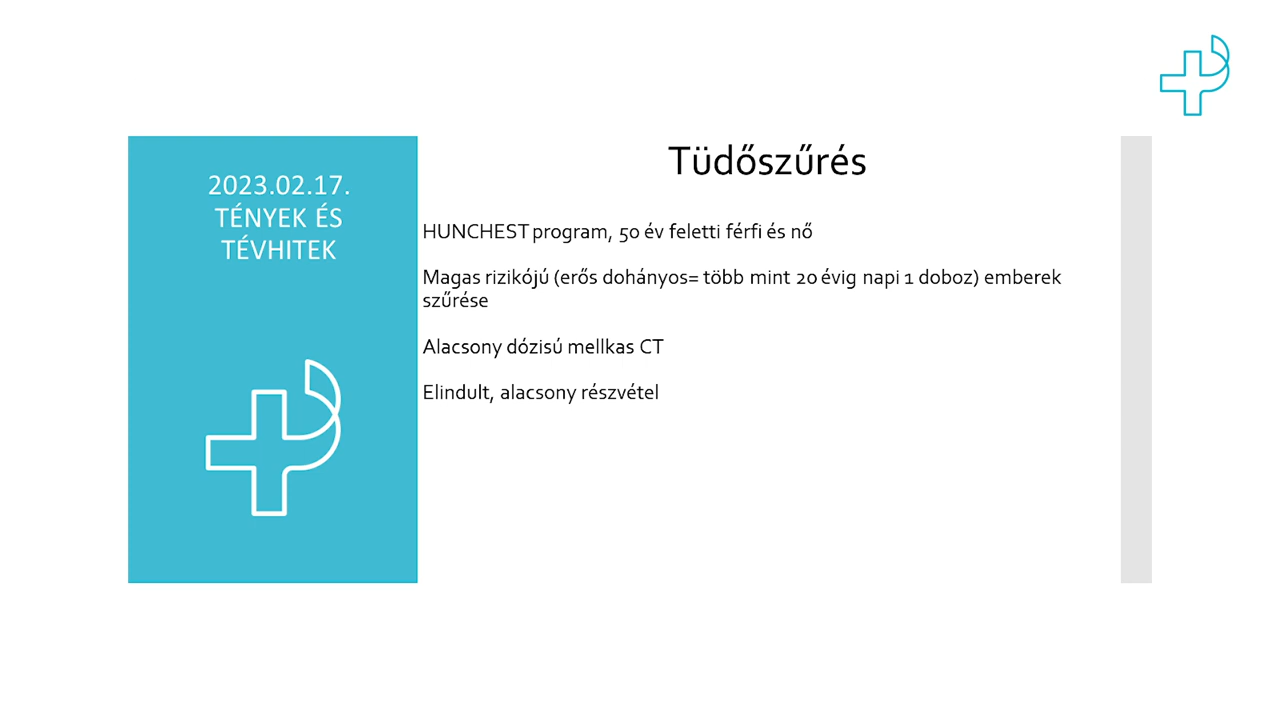 2023.02.17.
TÉNYEK ÉS
TÉVHITEK
Tüdőszűrés
HUNCHEST program, 50 év feletti férfi és nő
Magas rizikójú (erős dohányos= több mint 20 évig napi 1 doboz) emberek
szűrése
Alacsony dózisú mellkas CT
Elindult, alacsony részvétel